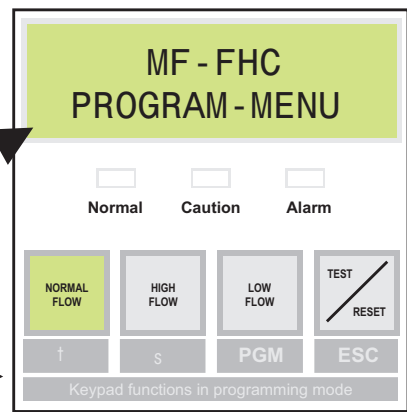 MF - FHC
PROGRAM - MENU
Normal Caution Alarm
NORMAL
FLOW
HIGH
FLOW
LOW
FLOW
TEST
RESET
† s PGM ESC
Keypad functions in programming mode